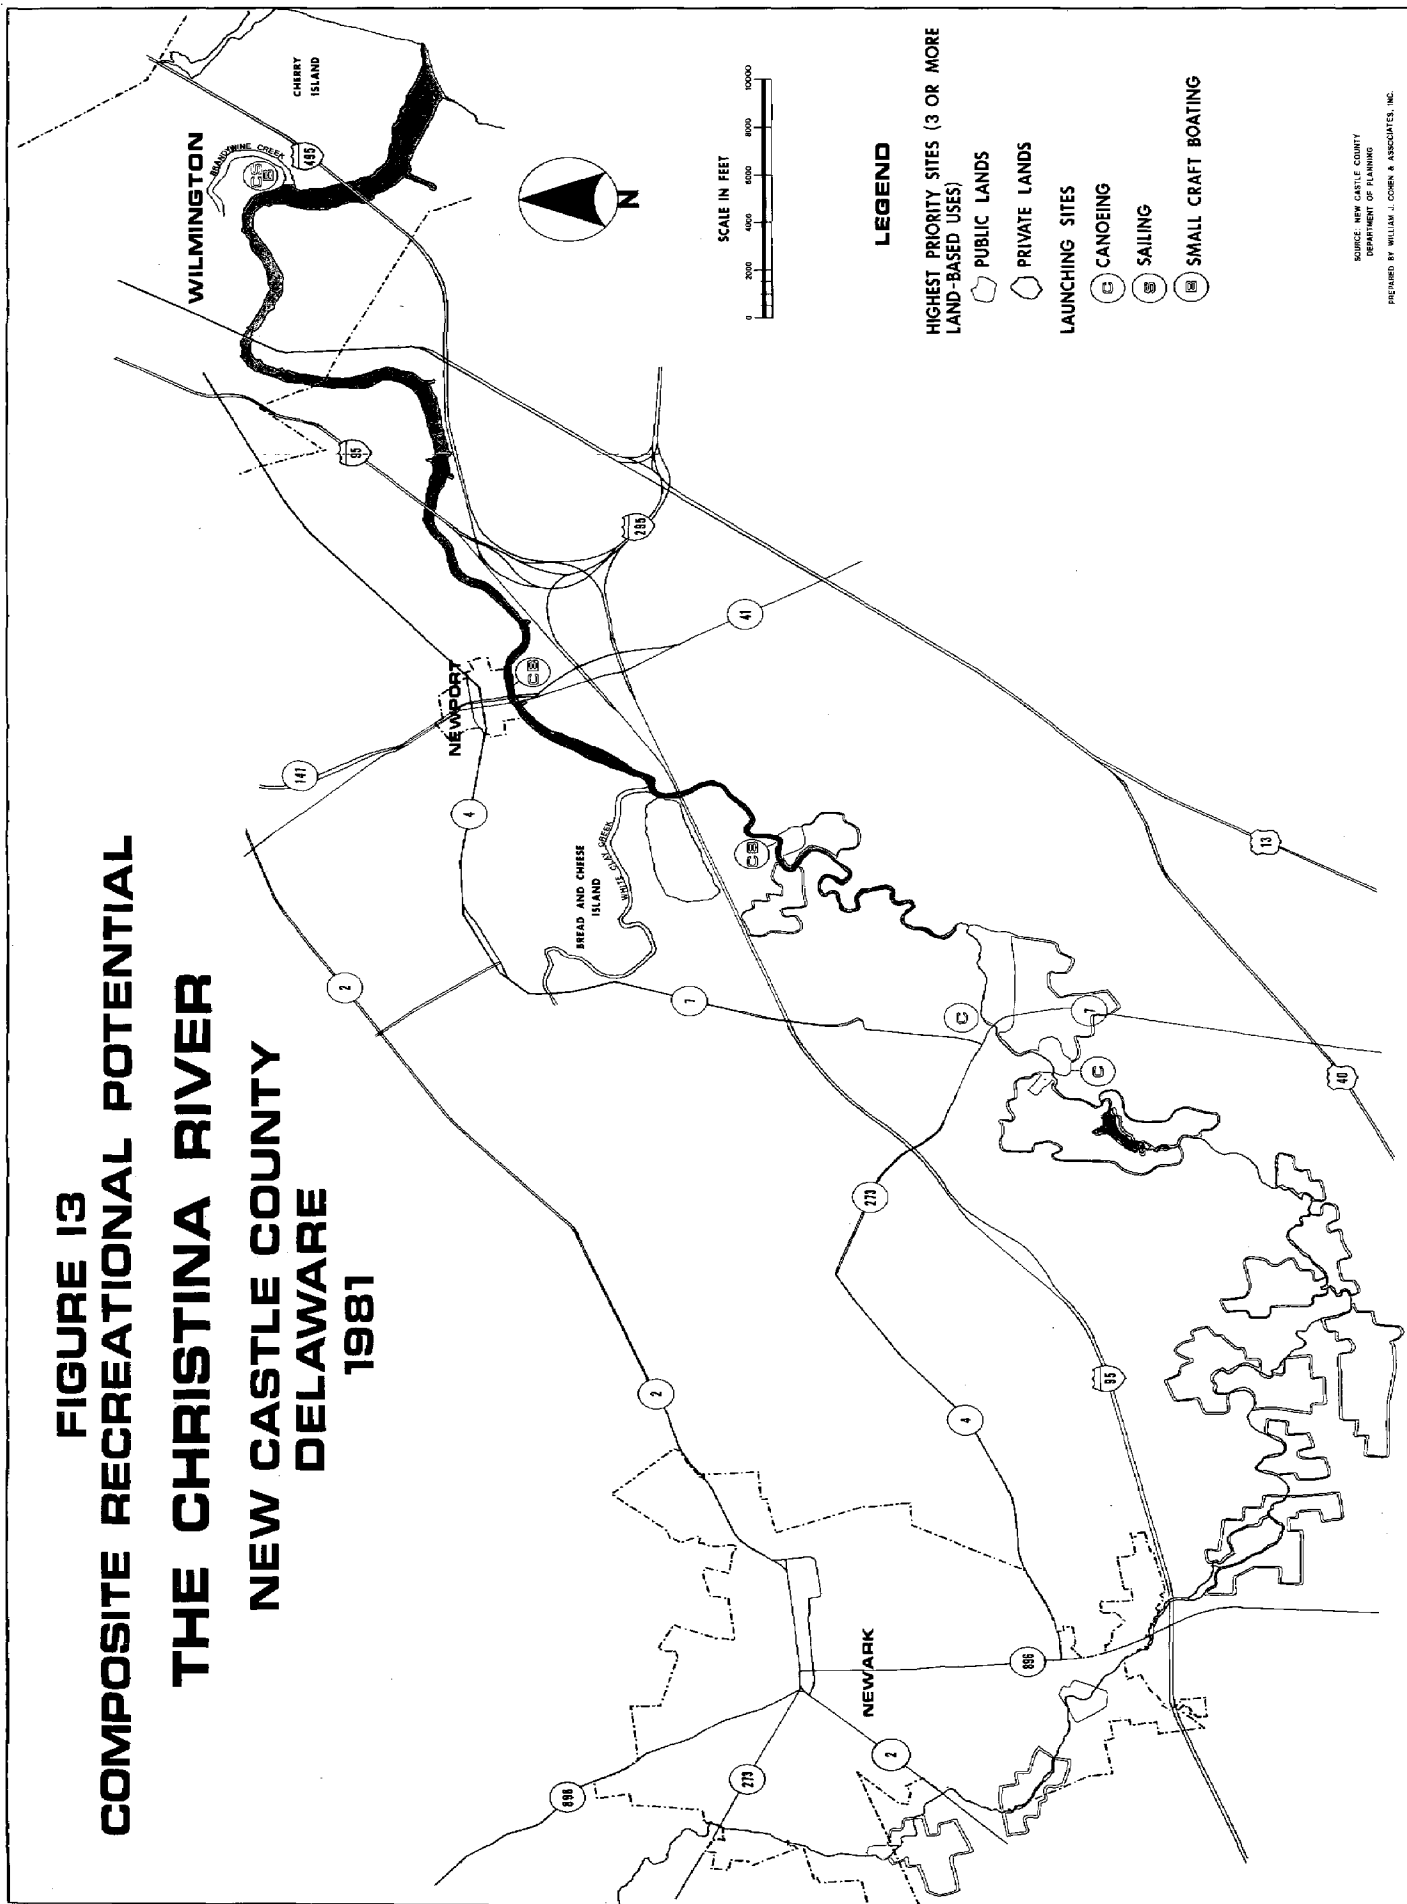 FIGURE 13
COMPOSITE RECREATIONAL POTENTIAL
THE CHRISTINA RIVER
NEW CASTLE COUNTY
DELAWARE
1981
WILMINGTON
BRANDYWINE CREEK
CHERRY
ISLAND
CS
B
495
95
295
NEWPORT
CB
141
41
4
2
BREAD AND CHEESE
ISLAND
WHITE CLAY CREEK
CB
7
C
7
C
13
40
273
2
4
95
NEWARK
896
896
273
2
N
SCALE IN FEET
0 2000 4000 6000 8000 10000
LEGEND
HIGHEST PRIORITY SITES (3 OR MORE
LAND-BASED USES)
PUBLIC LANDS
PRIVATE LANDS
LAUNCHING SITES
C CANOEING
S SAILING
B SMALL CRAFT BOATING
SOURCE: NEW CASTLE COUNTY
DEPARTMENT OF PLANNING
PREPARED BY WILLIAM J. COHEN & ASSOCIATES, INC.